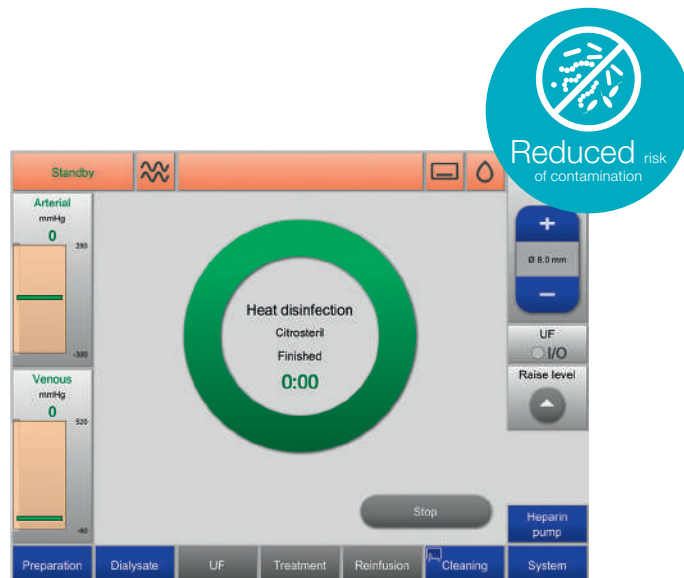 Reduced risk
of contamination
Standby
Arterial
mmHg
0
280
-300
Venous
mmHg
0
520
-60
Heat disinfection
Citrosteril
Finished
0:00
+
Ø 8.0 mm
−
UF
I/O
Raise level
Stop
Heparin
pump
Preparation
Dialysate
UF
Treatment
Reinfusion
Cleaning
System